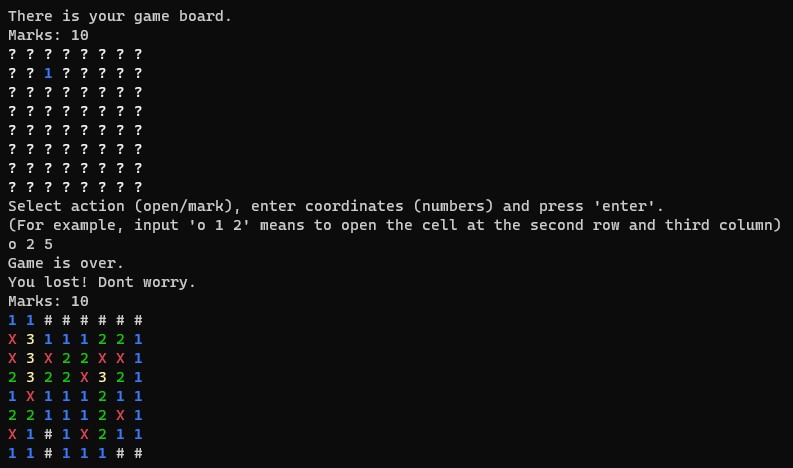 There is your game board.
Marks: 10
? ? ? ? ? ? ? ?
? ? 1 ? ? ? ? ?
? ? ? ? ? ? ? ?
? ? ? ? ? ? ? ?
? ? ? ? ? ? ? ?
? ? ? ? ? ? ? ?
? ? ? ? ? ? ? ?
? ? ? ? ? ? ? ?
Select action (open/mark), enter coordinates (numbers) and press 'enter'.
(For example, input 'o 1 2' means to open the cell at the second row and third column)
o 2 5
Game is over.
You lost! Dont worry.
Marks: 10
1 1 # # # # # #
X 3 1 1 1 2 2 1
X 3 X 2 2 X X 1
2 3 2 2 X 3 2 1
1 X 1 1 1 2 1 1
2 2 1 1 1 2 X 1
X 1 # 1 X 2 1 1
1 1 # 1 1 1 # #